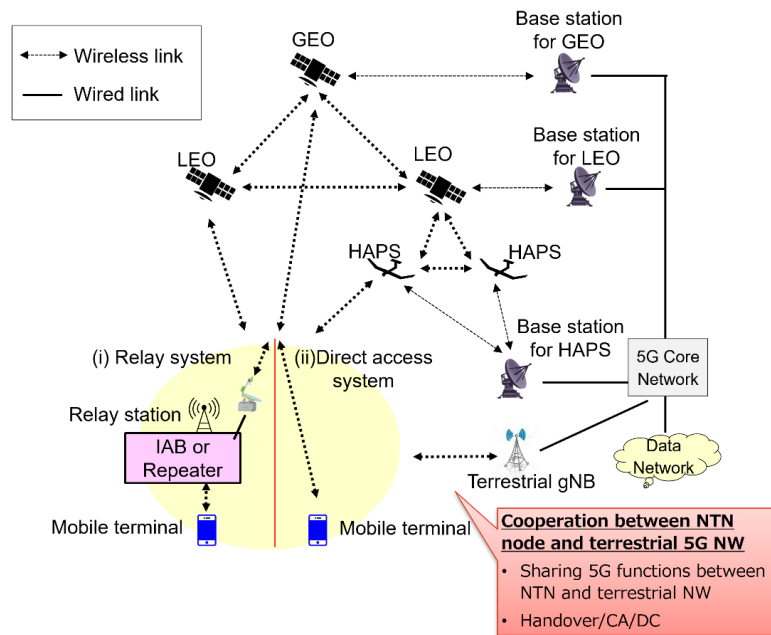 Wireless link
Wired link
GEO
Base station
for GEO
LEO
LEO
Base station
for LEO
HAPS
HAPS
Base station
for HAPS
5G Core
Network
(i) Relay system
(ii)Direct access
system
Relay station
IAB or
Repeater
Data
Network
Terrestrial gNB
Mobile terminal
Mobile terminal
Cooperation between NTN
node and terrestrial 5G NW
• Sharing 5G functions between
NTN and terrestrial NW
• Handover/CA/DC